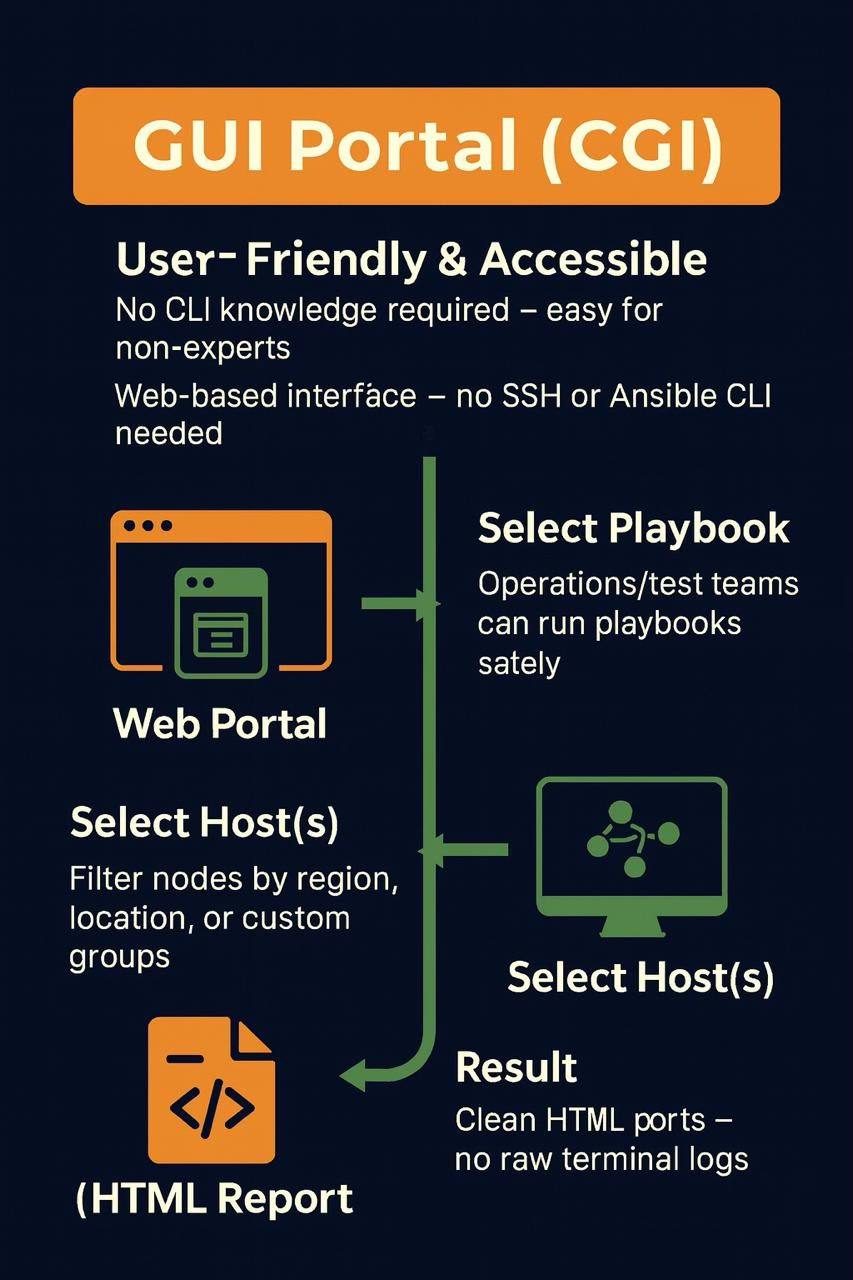 GUI Portal (CGI)
User-Friendly & Accessible
No CLI knowledge required – easy for
non-experts
Web-based interface – no SSH or Ansible CLI
needed
Select Playbook
Operations/test teams
can run playbooks
sately
Web Portal
Select Host(s)
Filter nodes by region,
location, or custom
groups
Select Host(s)
Result
Clean HTML ports –
no raw terminal logs
(HTML Report